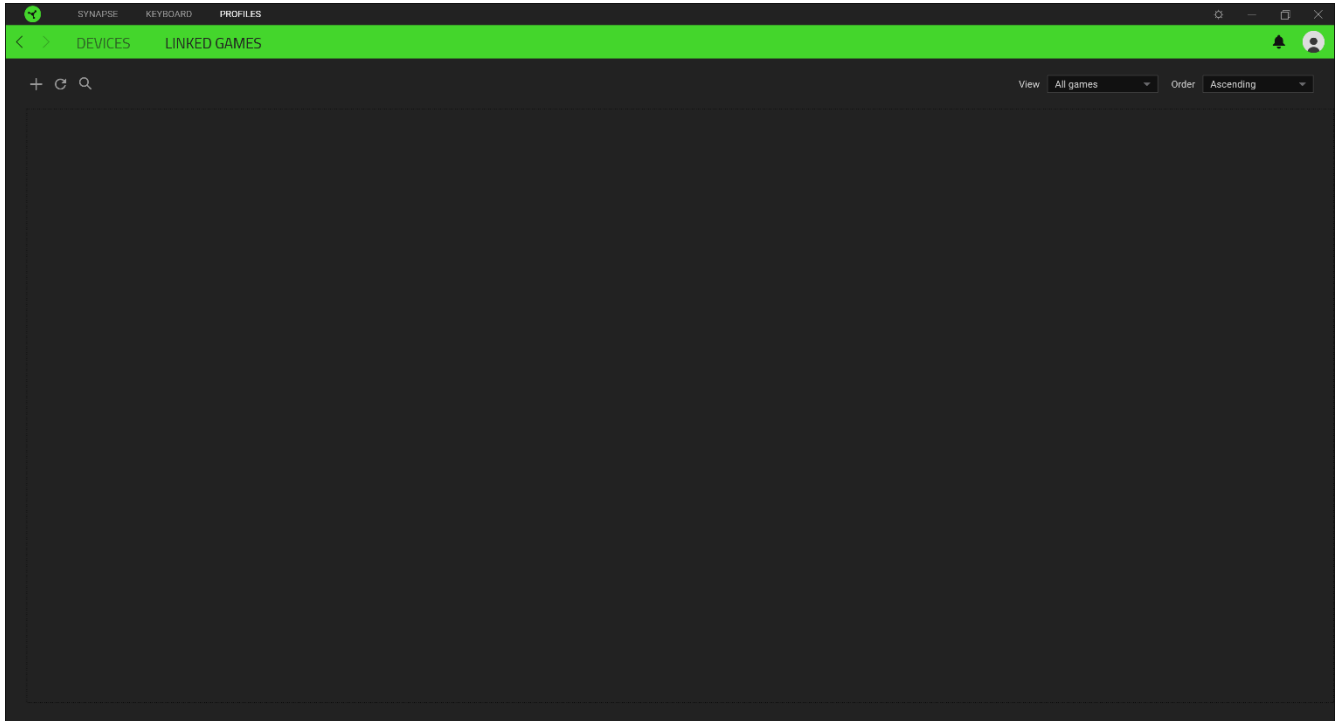 SYNAPSE KEYBOARD PROFILES
DEVICES LINKED GAMES
View All games Order Ascending